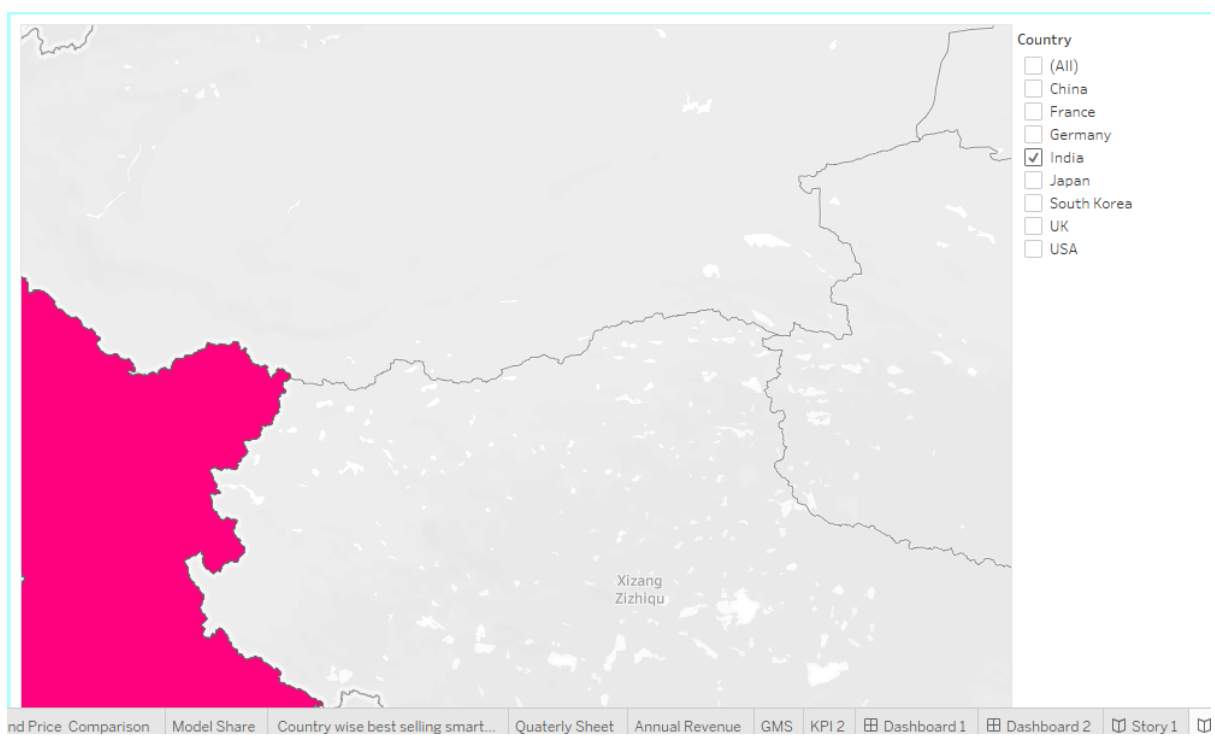 Country
(All)
China
France
Germany
India
Japan
South Korea
UK
USA
Xizang
Zizhiqu
nd Price Comparison
Model Share
Country wise best selling smart...
Quaterly Sheet
Annual Revenue
GMS
KPI 2
Dashboard 1
Dashboard 2
Story 1